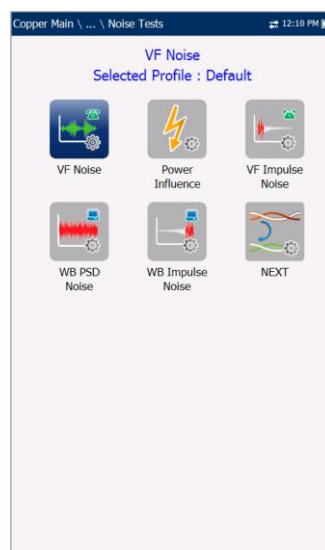 Copper Main \ ... \ Noise Tests
12:10 PM
VF Noise
Selected Profile : Default
VF Noise
Power
Influence
VF Impulse
Noise
WB PSD
Noise
WB Impulse
Noise
NEXT